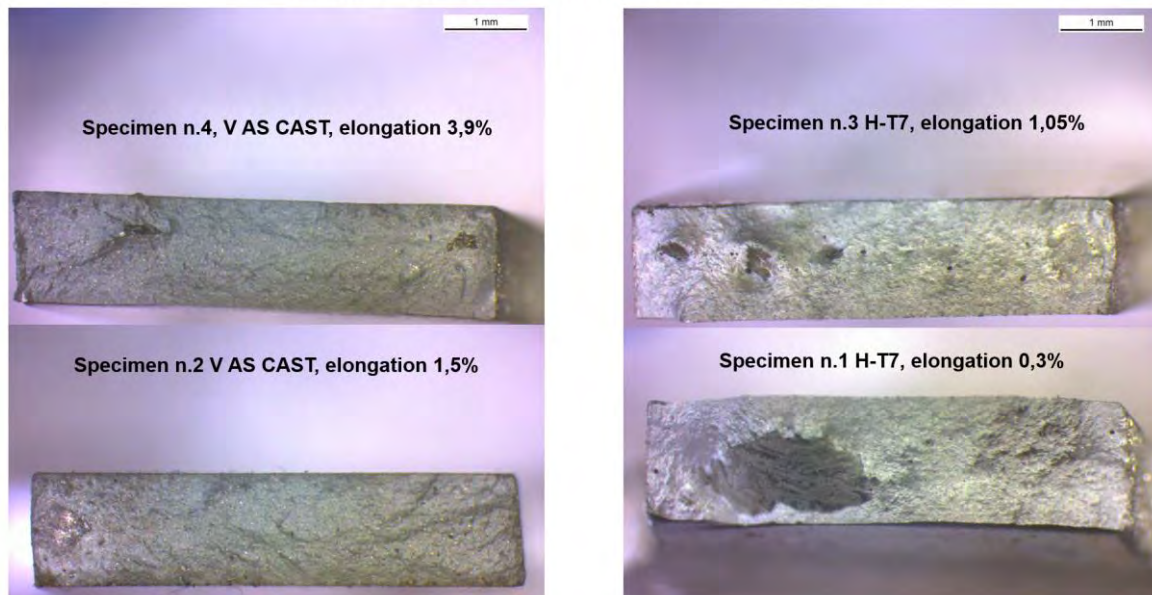 1 mm
Specimen n.4, V AS CAST, elongation 3,9%
Specimen n.2 V AS CAST, elongation 1,5%
1 mm
Specimen n.3 H-T7, elongation 1,05%
Specimen n.1 H-T7, elongation 0,3%